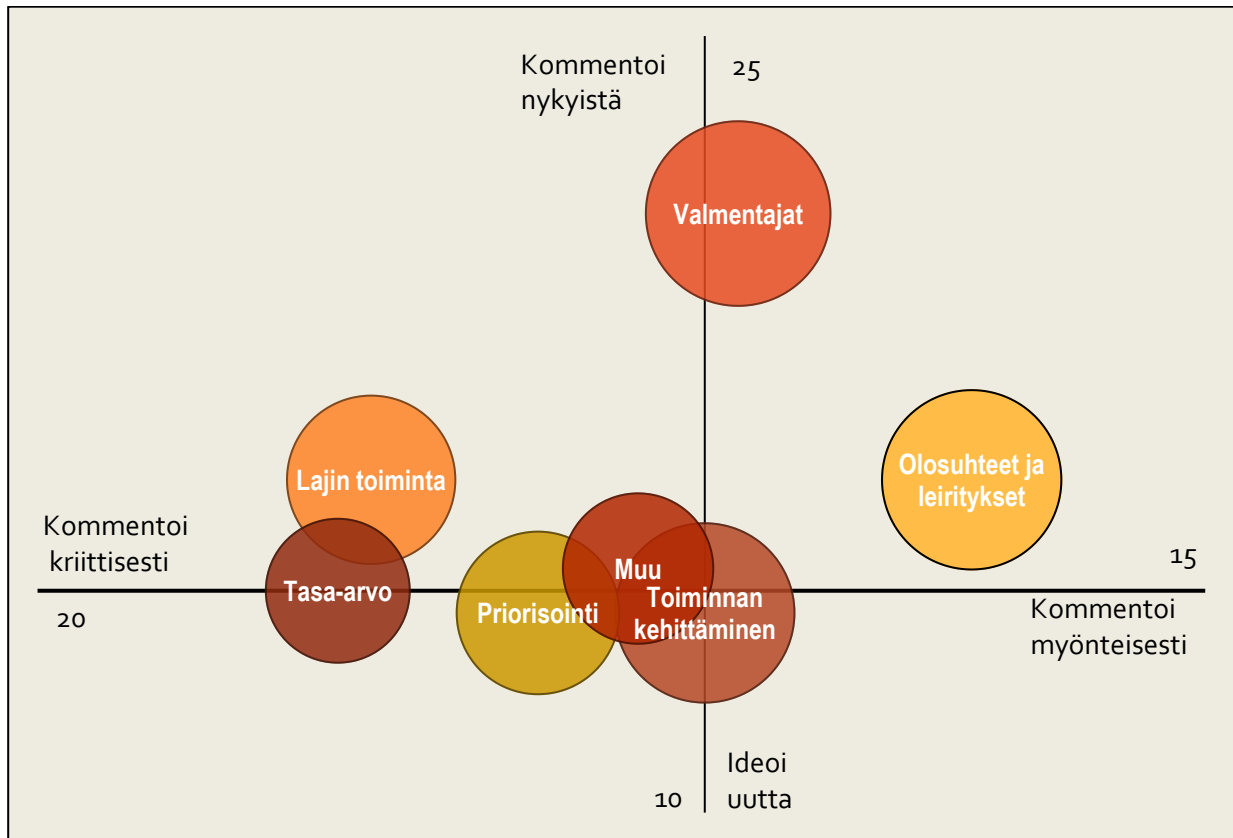 Kommentoi
nykyistä
25
Valmentajat
Lajin toiminta
Olosuhteet ja
leiritykset
Kommentoi
kriittisesti
20
Tasa-arvo
Priorisointi
Muu
Toiminnan
kehittäminen
15
Kommentoi
myönteisesti
Ideoi
uutta
10